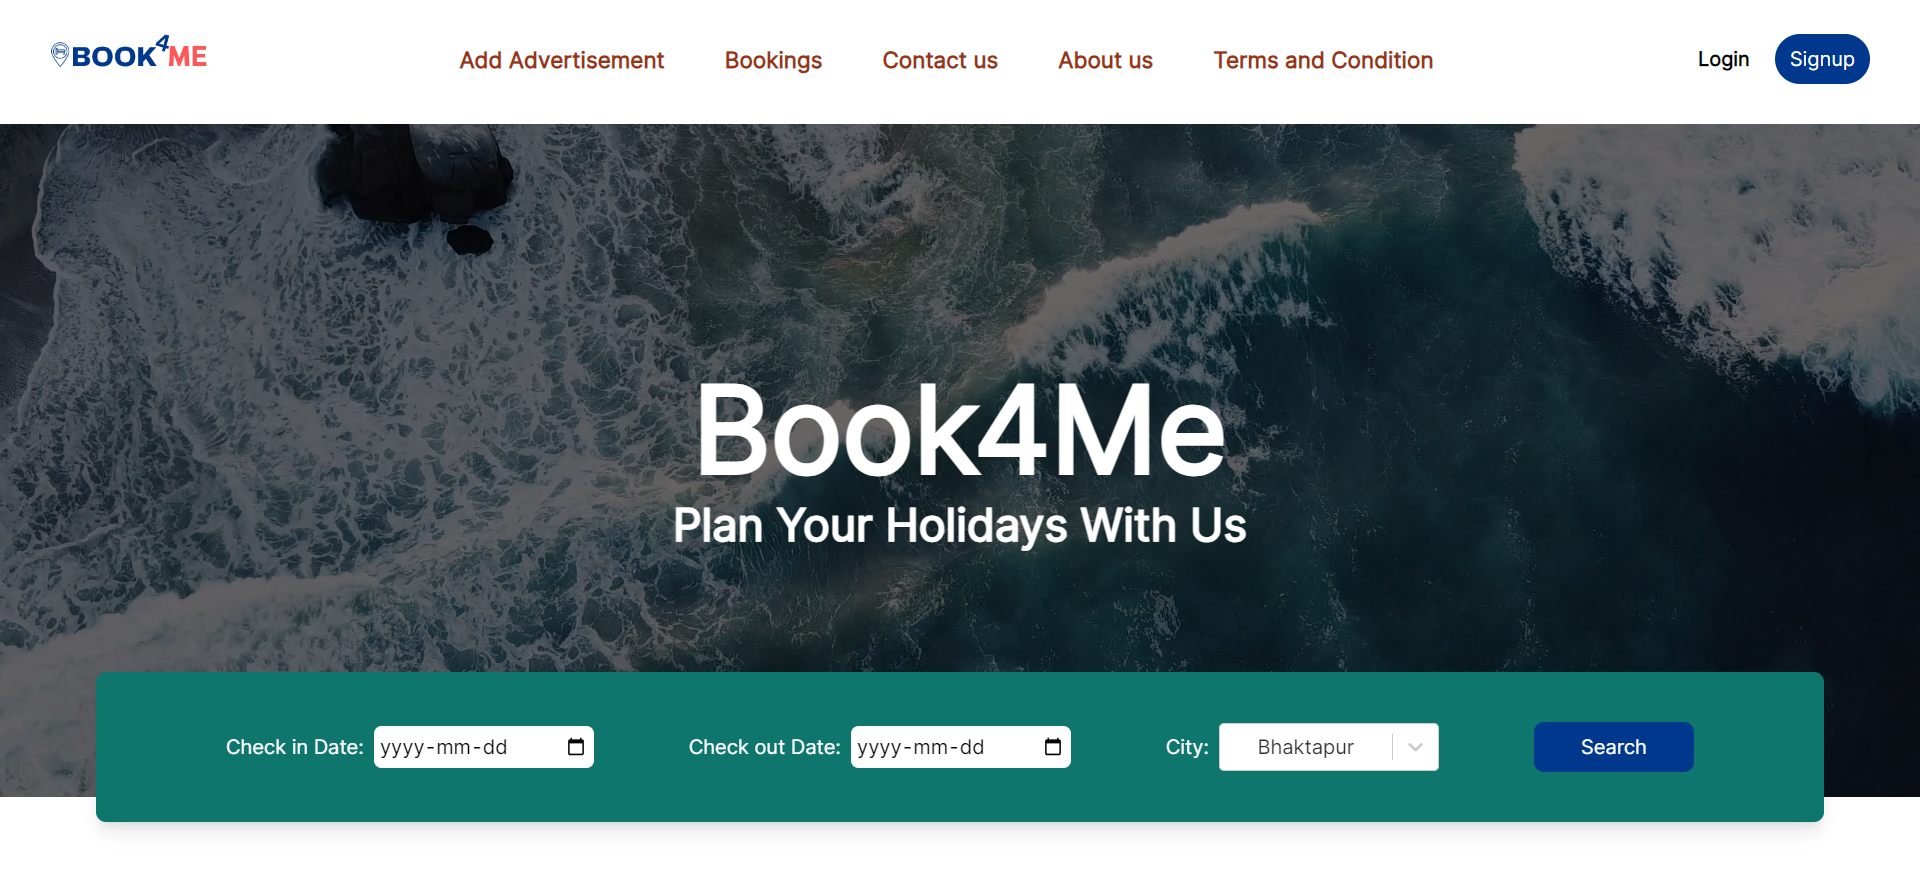 BOOK4ME
Add Advertisement
Bookings
Contact us
About us
Terms and Condition
Login
Signup
Book4Me
Plan Your Holidays With Us
Check in Date: yyyy-mm-dd
Check out Date: yyyy-mm-dd
City: Bhaktapur
Search